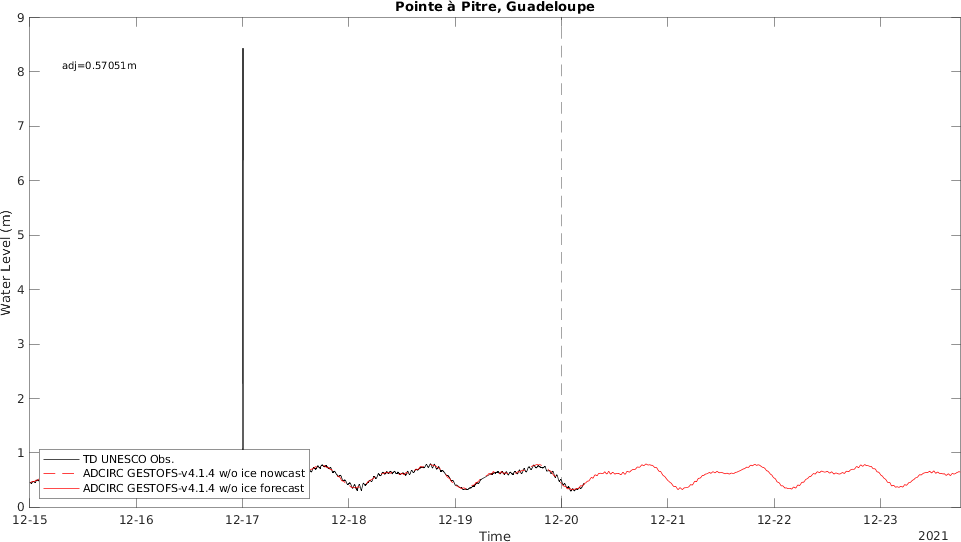 Pointe à Pitre, Guadeloupe
9
adj=0.57051m
8
7
6
5
4
3
2
1
0
Water Level (m)
TD UNESCO Obs.
ADCIRC GESTOFS-v4.1.4 w/o ice nowcast
ADCIRC GESTOFS-v4.1.4 w/o ice forecast
12-15 12-16 12-17 12-18 12-19 12-20 12-21 12-22 12-23
Time
2021